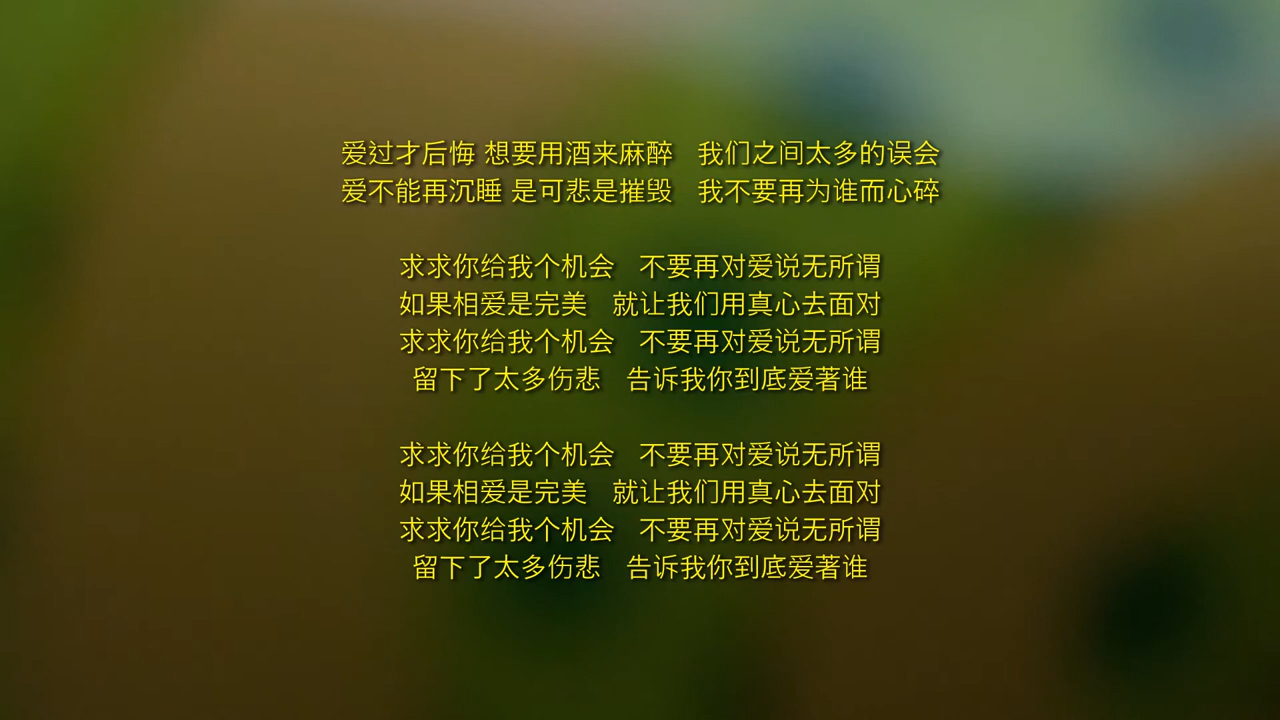 爱过才后悔 想要用酒来麻醉　我们之间太多的误会
爱不能再沉睡 是可悲是摧毁　我不要再为谁而心碎
求求你给我个机会　不要再对爱说无所谓
如果相爱是完美　就让我们用真心去面对
求求你给我个机会　不要再对爱说无所谓
留下了太多伤悲　告诉我你到底爱著谁
求求你给我个机会　不要再对爱说无所谓
如果相爱是完美　就让我们用真心去面对
求求你给我个机会　不要再对爱说无所谓
留下了太多伤悲　告诉我你到底爱著谁